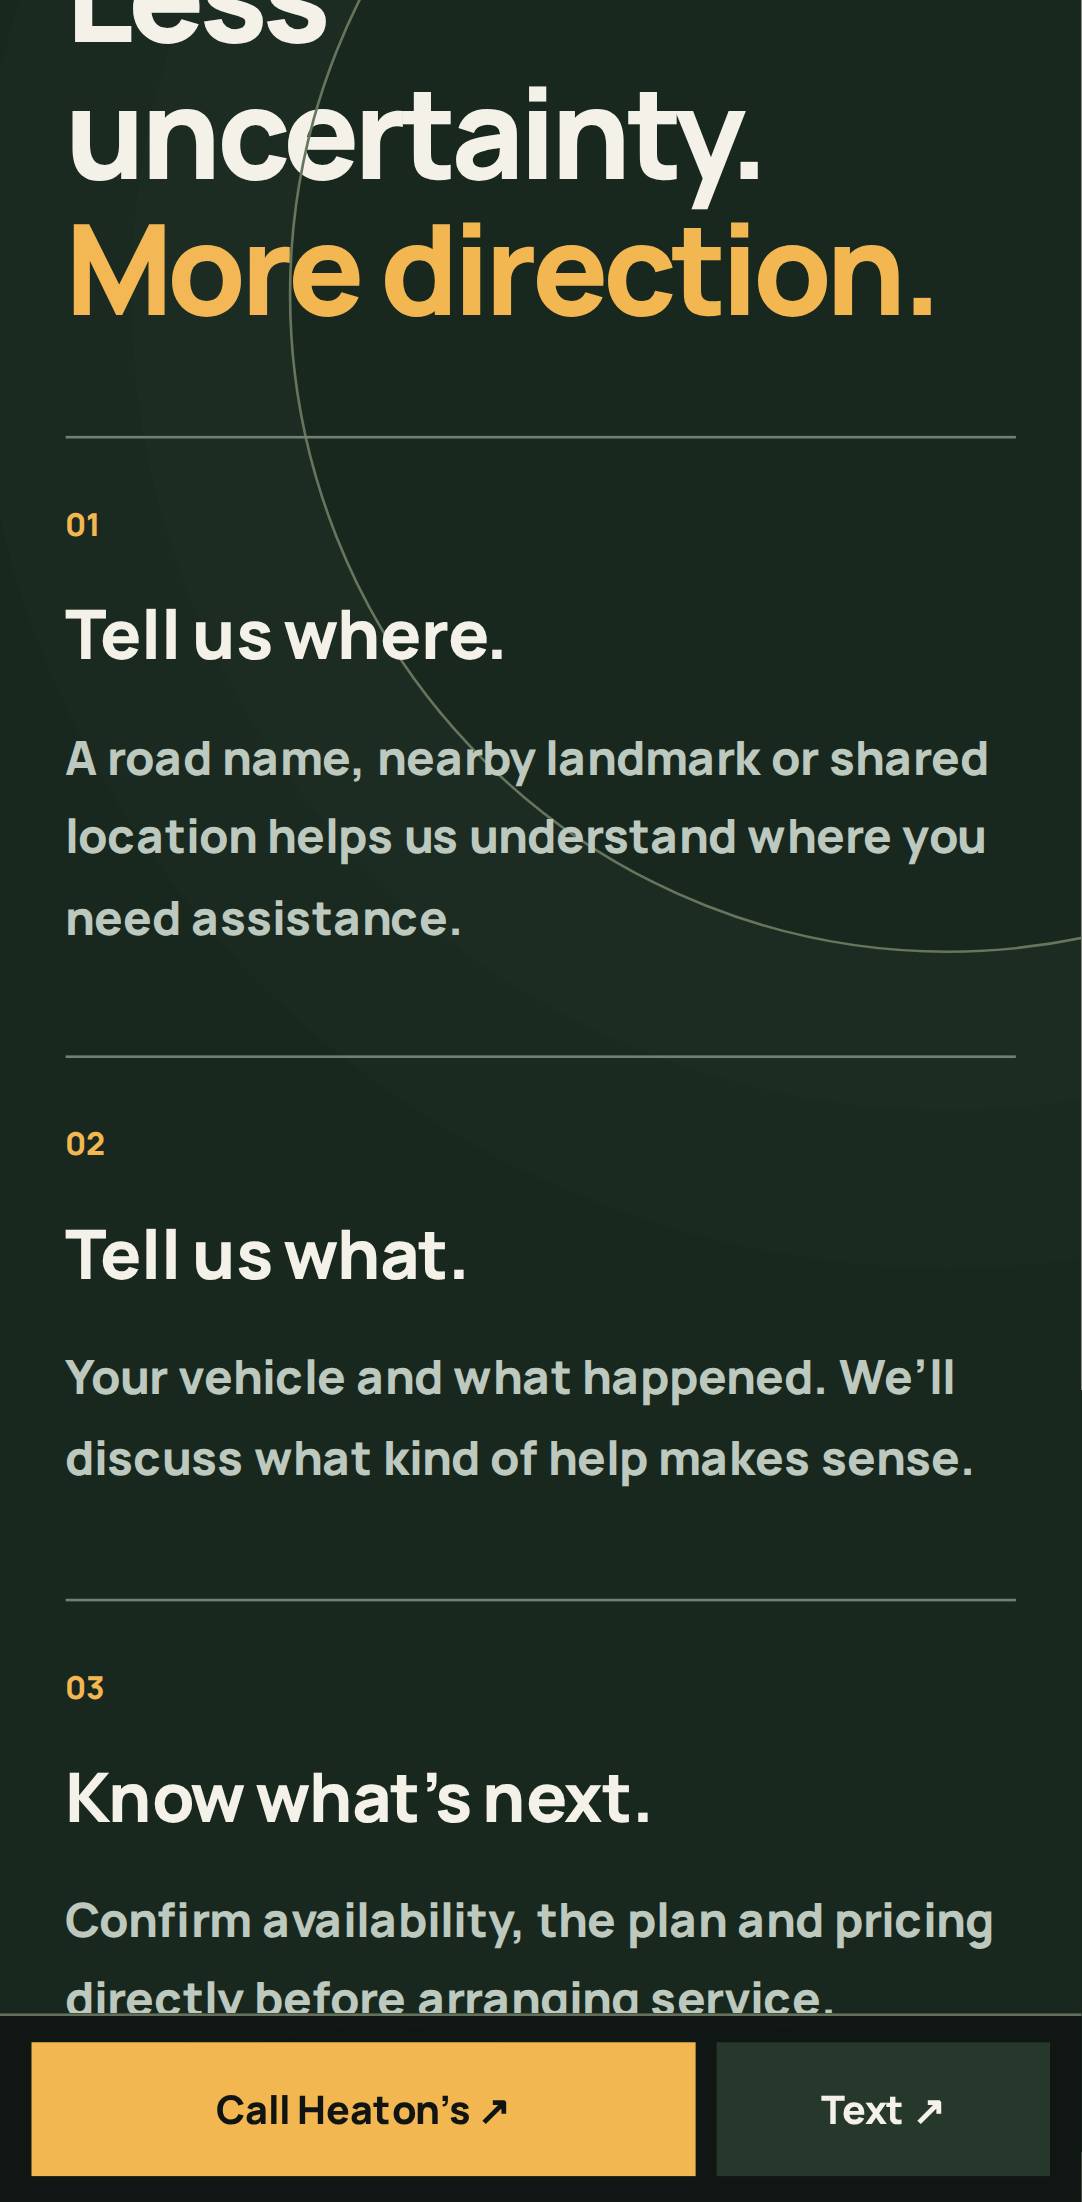 Less
uncertainty.
More direction.
01
Tell us where.
A road name, nearby landmark or shared
location helps us understand where you
need assistance.
02
Tell us what.
Your vehicle and what happened. We’ll
discuss what kind of help makes sense.
03
Know what’s next.
Confirm availability, the plan and pricing
directly before arranging service.
Call Heaton’s ↗
Text ↗